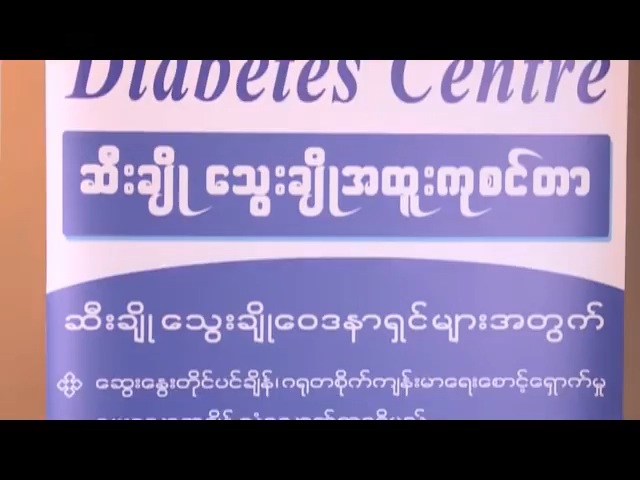 Diabetes Centre
ဆီးချို သွေးချိုအထူးကုစင်တာ
ဆီးချို သွေးချိုဝေဒနာရှင်များအတွက်
ဆွေးနွေးတိုင်ပင်ချိန်၊ ဂရုတစိုက်ကျန်းမာရေးစောင့်ရှောက်မှု